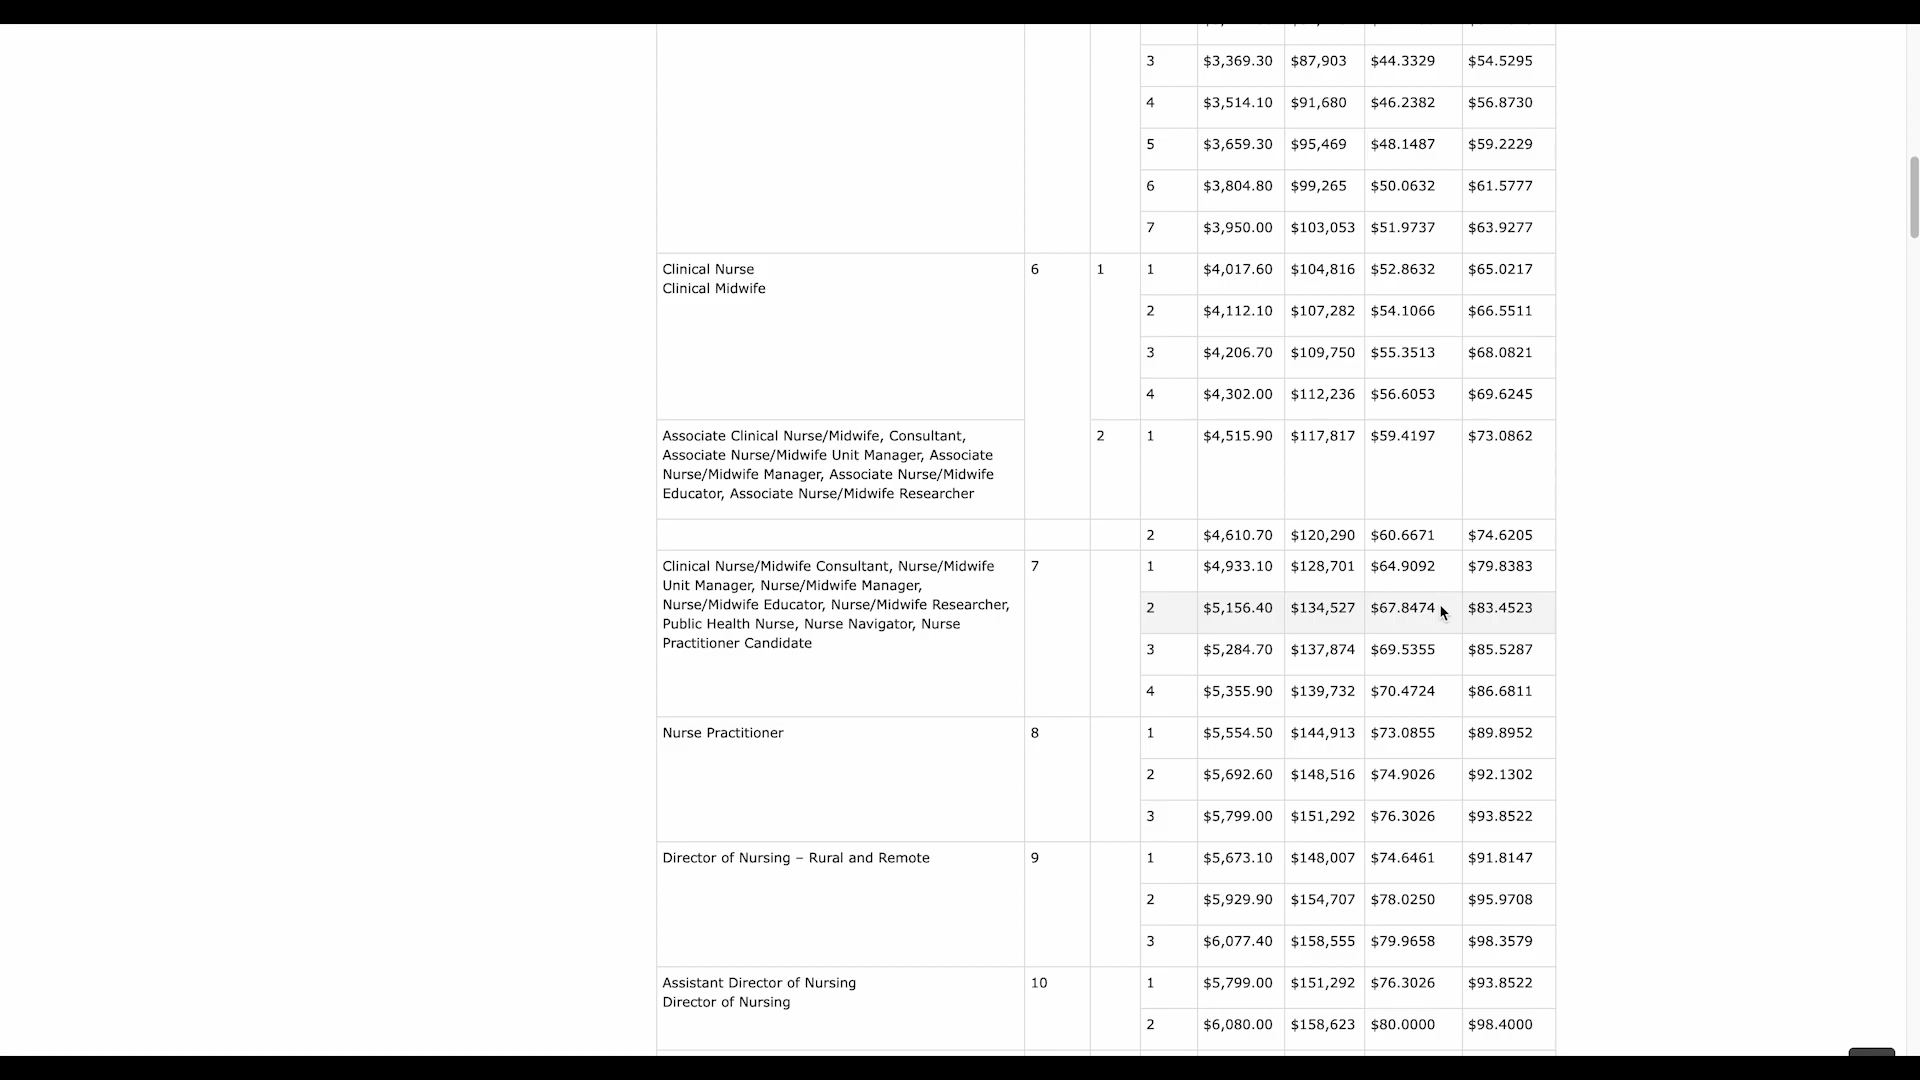 3 $3,369.30 $87,903 $44.3329 $54.5295
4 $3,514.10 $91,680 $46.2382 $56.8730
5 $3,659.30 $95,469 $48.1487 $59.2229
6 $3,804.80 $99,265 $50.0632 $61.5777
7 $3,950.00 $103,053 $51.9737 $63.9277
Clinical Nurse 6 1 1 $4,017.60 $104,816 $52.8632 $65.0217
Clinical Midwife
2 $4,112.10 $107,282 $54.1066 $66.5511
3 $4,206.70 $109,750 $55.3513 $68.0821
4 $4,302.00 $112,236 $56.6053 $69.6245
Associate Clinical Nurse/Midwife, Consultant, 2 1 $4,515.90 $117,817 $59.4197 $73.0862
Associate Nurse/Midwife Unit Manager, Associate
Nurse/Midwife Manager, Associate Nurse/Midwife
Educator, Associate Nurse/Midwife Researcher
2 $4,610.70 $120,290 $60.6671 $74.6205
Clinical Nurse/Midwife Consultant, Nurse/Midwife 7 1 $4,933.10 $128,701 $64.9092 $79.8383
Unit Manager, Nurse/Midwife Manager,
Nurse/Midwife Educator, Nurse/Midwife Researcher, 2 $5,156.40 $134,527 $67.8474 $83.4523
Public Health Nurse, Nurse Navigator, Nurse
Practitioner Candidate 3 $5,284.70 $137,874 $69.5355 $85.5287
4 $5,355.90 $139,732 $70.4724 $86.6811
Nurse Practitioner 8 1 $5,554.50 $144,913 $73.0855 $89.8952
2 $5,692.60 $148,516 $74.9026 $92.1302
3 $5,799.00 $151,292 $76.3026 $93.8522
Director of Nursing – Rural and Remote 9 1 $5,673.10 $148,007 $74.6461 $91.8147
2 $5,929.90 $154,707 $78.0250 $95.9708
3 $6,077.40 $158,555 $79.9658 $98.3579
Assistant Director of Nursing 10 1 $5,799.00 $151,292 $76.3026 $93.8522
Director of Nursing
2 $6,080.00 $158,623 $80.0000 $98.4000